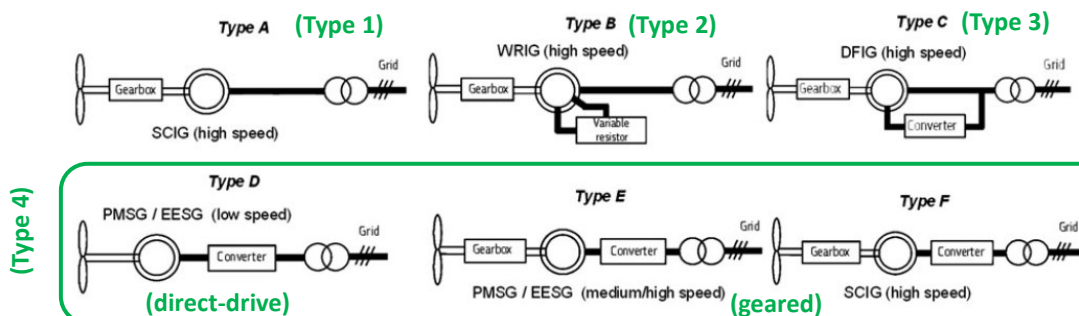 Type A (Type 1)
Grid
Gearbox
SCIG (high speed)
Type B (Type 2)
WRIG (high speed)
Grid
Gearbox
Variable
resistor
Type C (Type 3)
DFIG (high speed)
Grid
Gearbox
Converter
(Type 4)
Type D
PMSG / EESG (low speed)
Grid
Converter
(direct-drive)
Type E
Grid
Gearbox
Converter
PMSG / EESG (medium/high speed)
(geared)
Type F
Grid
Gearbox
Converter
SCIG (high speed)